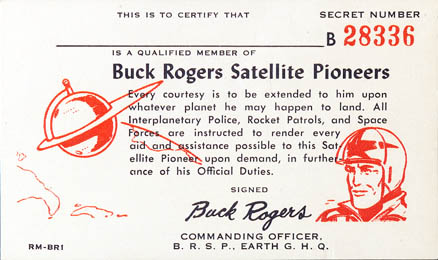 THIS IS TO CERTIFY THAT
SECRET NUMBER
B 28336
IS A QUALIFIED MEMBER OF
Buck Rogers Satellite Pioneers
Every courtesy is to be extended to him upon
whatever planet he may happen to land. All
Interplanetary Police, Rocket Patrols, and Space
Forces are instructed to render every
aid and assistance possible to this Sat-
ellite Pioneer upon demand, in further-
ance of his Official Duties.
SIGNED
Buck Rogers
COMMANDING OFFICER,
RM-BR1
B. R. S. P., EARTH G. H. Q.